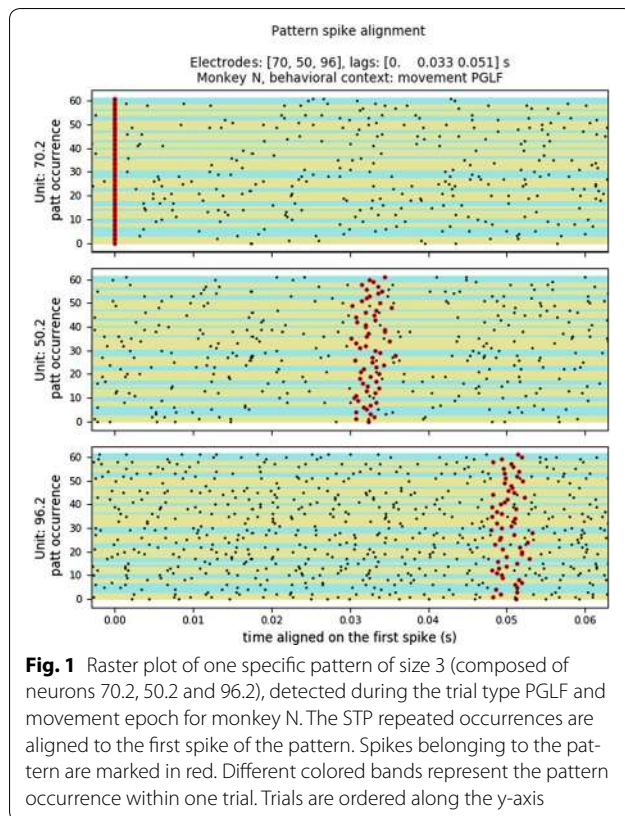 Pattern spike alignment
Electrodes: [70, 50, 96], lags: [0. 0.033 0.051] s
Monkey N, behavioral context: movement PGLF
Unit: 70.2
patt occurrence
60
50
40
30
20
10
0
Unit: 50.2
patt occurrence
60
50
40
30
20
10
0
Unit: 96.2
patt occurrence
60
50
40
30
20
10
0
0.00 0.01 0.02 0.03 0.04 0.05 0.06
time aligned on the first spike (s)
Fig. 1 Raster plot of one specific pattern of size 3 (composed of
neurons 70.2, 50.2 and 96.2), detected during the trial type PGLF and
movement epoch for monkey N. The STP repeated occurrences are
aligned to the first spike of the pattern. Spikes belonging to the pat-
tern are marked in red. Different colored bands represent the pattern
occurrence within one trial. Trials are ordered along the y-axis